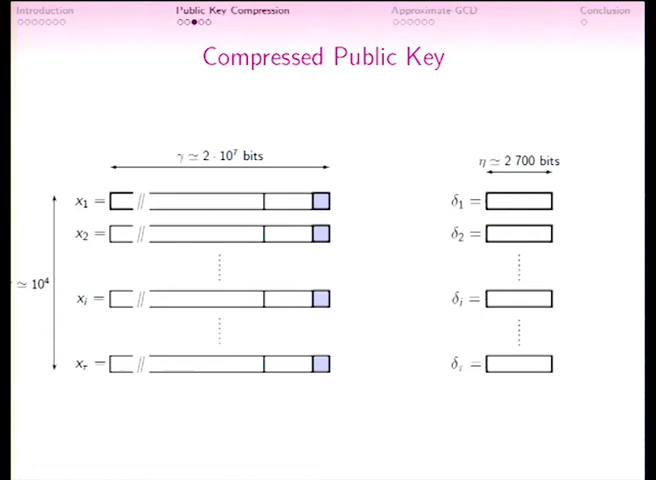 Introduction
Public Key Compression
Approximate GCD
Conclusion
Compressed Public Key
γ ≃ 2 · 10⁷ bits
η ≃ 2 700 bits
x₁ =
δ₁ =
x₂ =
δ₂ =
≃ 10⁴
xᵢ =
δᵢ =
x_τ =
δ_τ =